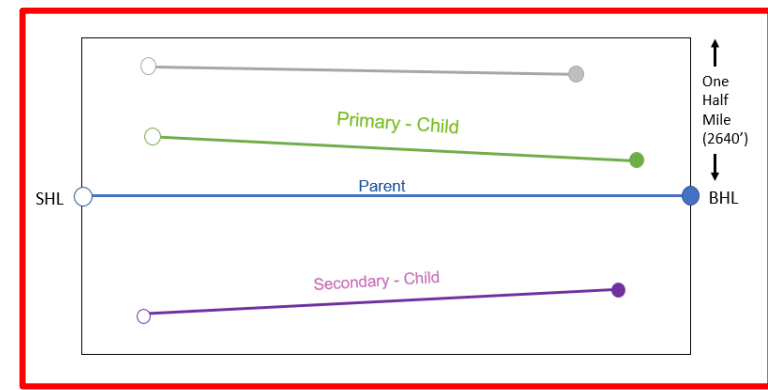 One
Half
Mile
(2640')
Primary - Child
Parent
SHL
BHL
Secondary - Child